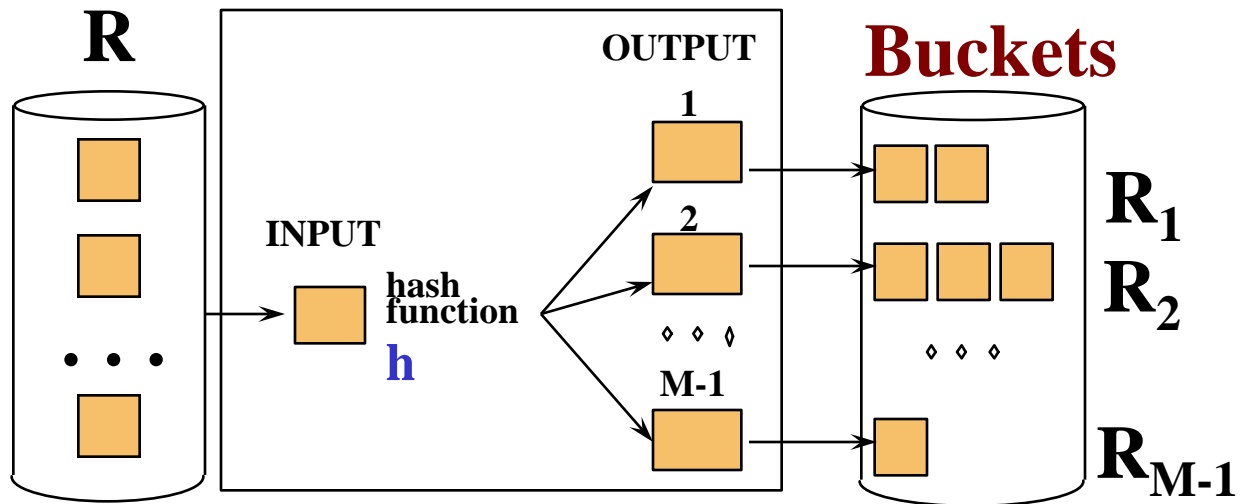 R
OUTPUT
Buckets
1
R1
INPUT
2
hash
function
h
R2
M-1
RM-1